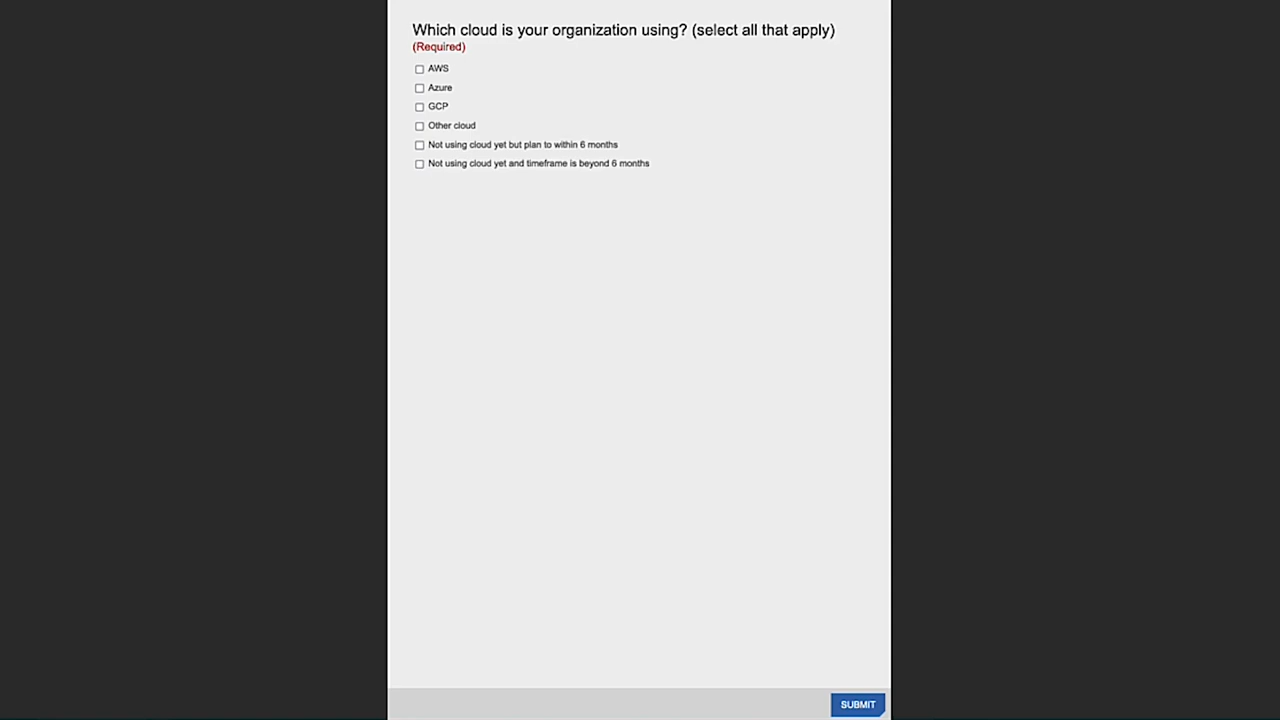 Which cloud is your organization using? (select all that apply)
(Required)
AWS
Azure
GCP
Other cloud
Not using cloud yet but plan to within 6 months
Not using cloud yet and timeframe is beyond 6 months
SUBMIT